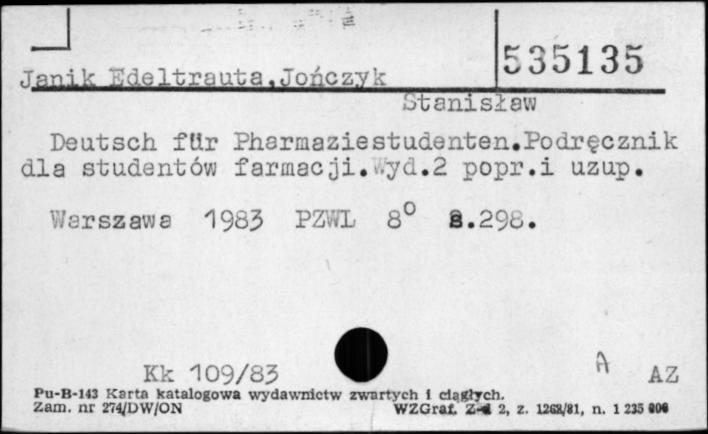 535135
Janik Edeltrauta,Jończyk
Stanisław
Deutsch für Pharmaziestudenten.Podręcznik
dla studentów farmacji.Wyd.2 popr.i uzup.
Warszawa 1983 PZWL 8° s.298.
Kk 109/83
A AZ
Pu-B-143 Karta katalogowa wydawnictw zwartych i ciągłych.
Zam. nr 274/DW/ON WZGraf. Z-d 2, z. /81, n. 1 235 000